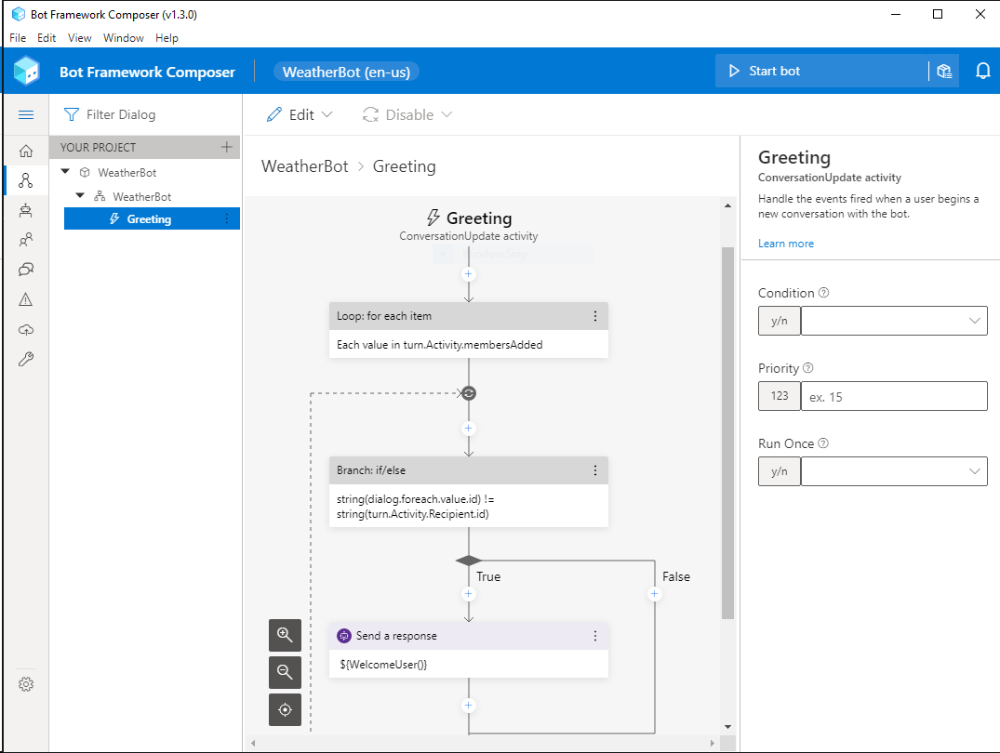 Bot Framework Composer (v1.3.0)
File Edit View Window Help
Bot Framework Composer
WeatherBot (en-us)
Start bot
Filter Dialog
Edit
Disable
YOUR PROJECT
WeatherBot
WeatherBot
Greeting
WeatherBot > Greeting
Greeting
ConversationUpdate activity
Loop: for each item
Each value in turn.Activity.membersAdded
Branch: if/else
string(dialog.foreach.value.id) !=
string(turn.Activity.Recipient.id)
True
False
Send a response
${WelcomeUser()}
Greeting
ConversationUpdate activity
Handle the events fired when a user begins a
new conversation with the bot.
Learn more
Condition
y/n
Priority
123
ex. 15
Run Once
y/n